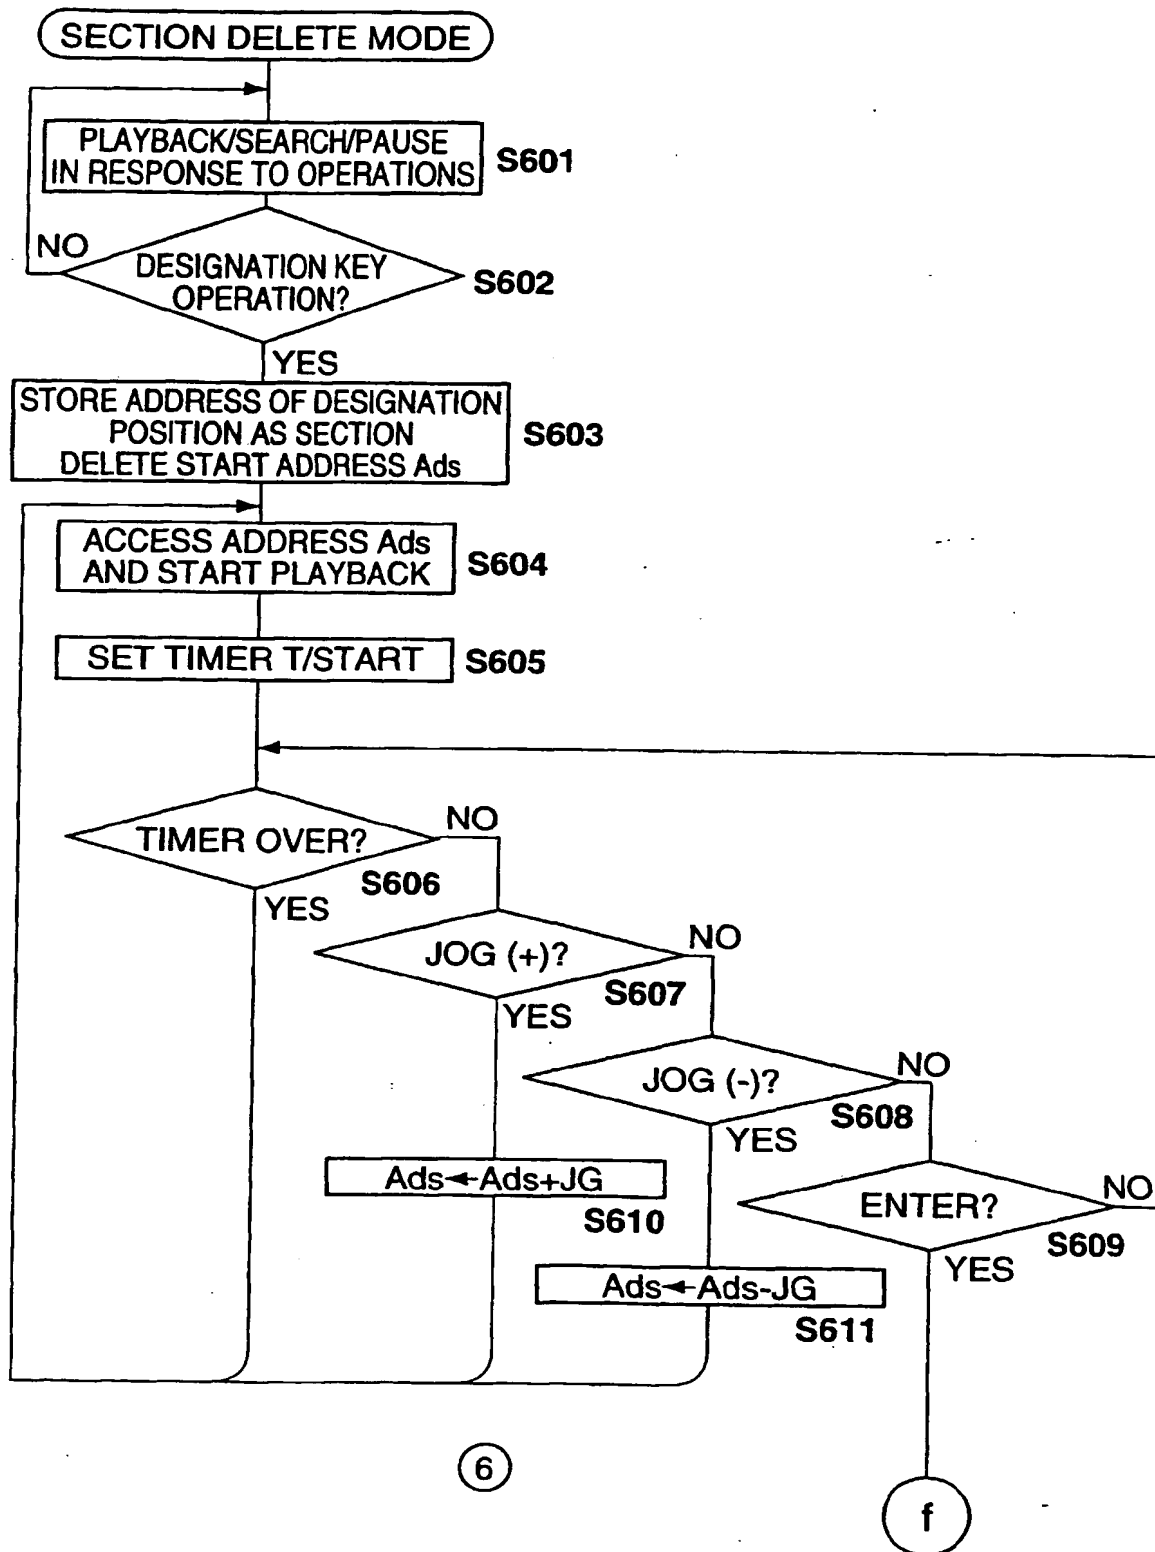 SECTION DELETE MODE
PLAYBACK/SEARCH/PAUSE
IN RESPONSE TO OPERATIONS
S601
NO
DESIGNATION KEY
OPERATION?
S602
YES
STORE ADDRESS OF DESIGNATION
POSITION AS SECTION
DELETE START ADDRESS Ads
S603
ACCESS ADDRESS Ads
AND START PLAYBACK
S604
SET TIMER T/START
S605
TIMER OVER?
NO
S606
YES
JOG (+)?
NO
S607
YES
JOG (-)?
NO
S608
YES
Ads←Ads+JG
S610
ENTER?
NO
S609
YES
Ads←Ads-JG
S611
6
f